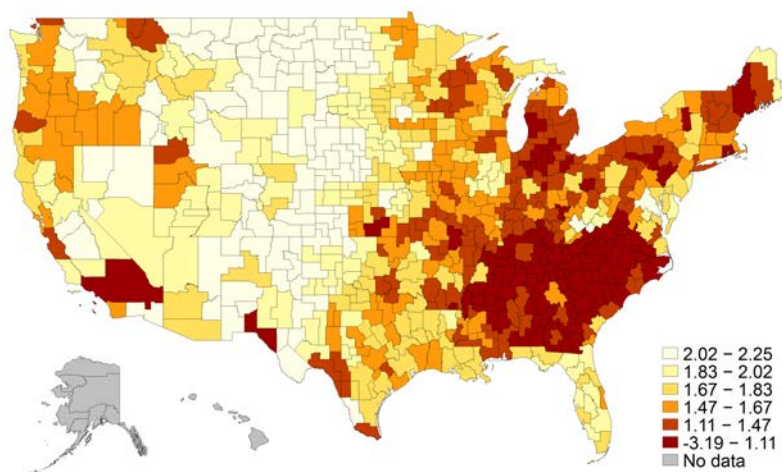 2.02 − 2.25
1.83 − 2.02
1.67 − 1.83
1.47 − 1.67
1.11 − 1.47
-3.19 − 1.11
No data